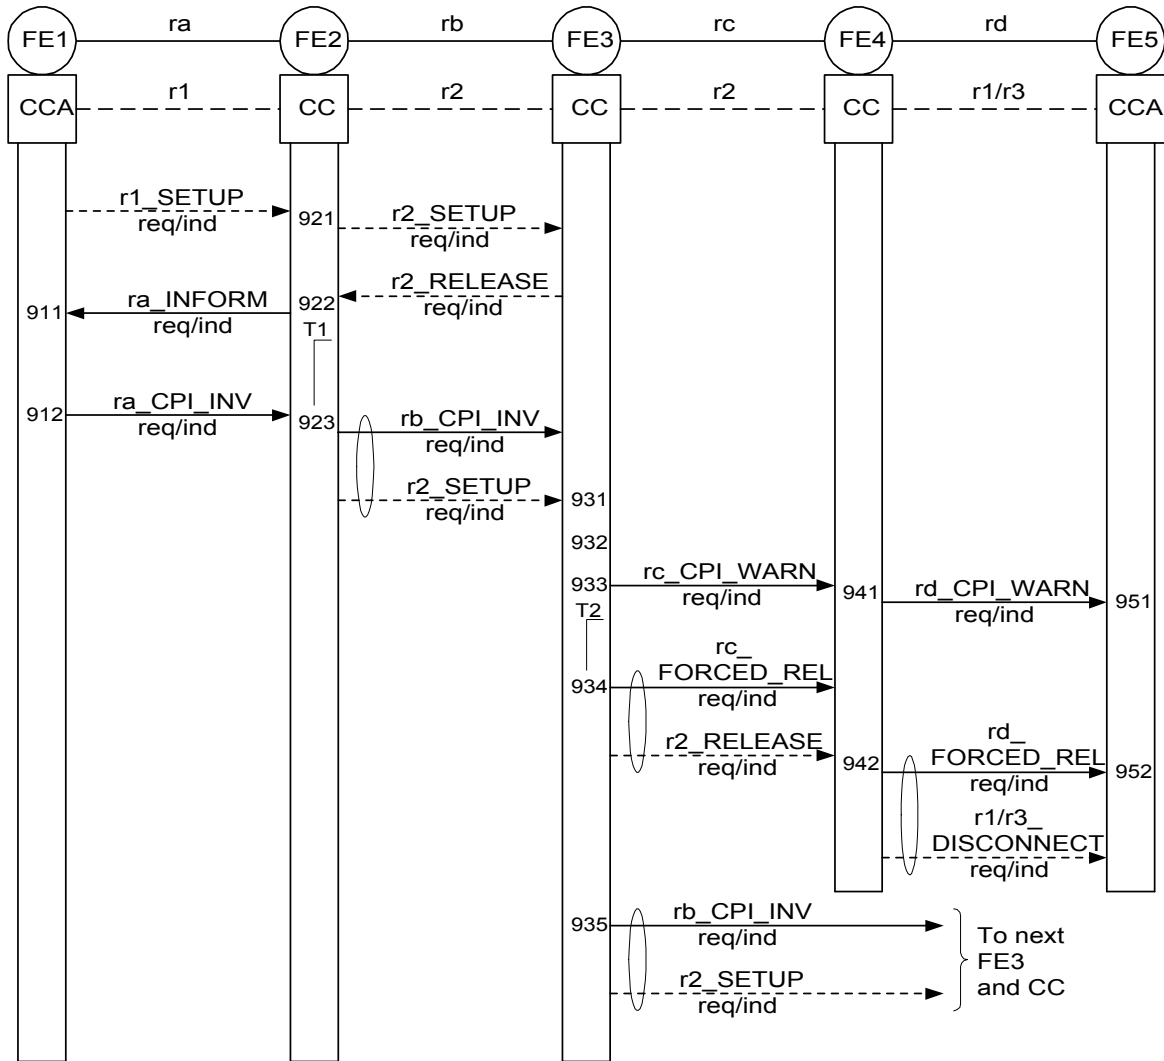 ra
rb
rc
rd
FE1
FE2
FE3
FE4
FE5
r1
r2
r2
r1/r3
CCA
CC
CC
CC
CCA
r1_SETUP
req/ind
921
r2_SETUP
req/ind
r2_RELEASE
req/ind
922
ra_INFORM
req/ind
911
T1
912
ra_CPI_INV
req/ind
923
rb_CPI_INV
req/ind
r2_SETUP
req/ind
931
932
933
rc_CPI_WARN
req/ind
941
rd_CPI_WARN
req/ind
951
T2
rc_
FORCED_REL
req/ind
934
r2_RELEASE
req/ind
942
rd_
FORCED_REL
req/ind
952
r1/r3_
DISCONNECT
req/ind
935
rb_CPI_INV
req/ind
r2_SETUP
req/ind
To next
FE3
and CC